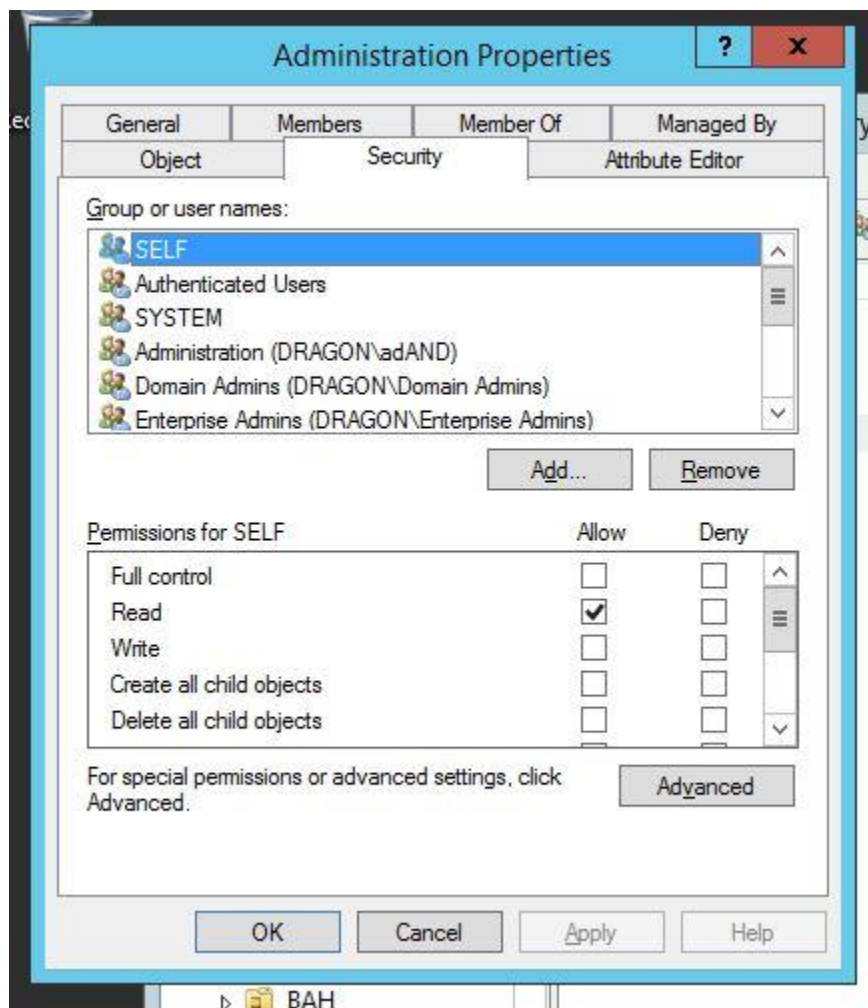 Administration Properties
?
x
General Members Member Of Managed By
Object Security Attribute Editor
Group or user names:
SELF
Authenticated Users
SYSTEM
Administration (DRAGON\adAND)
Domain Admins (DRAGON\Domain Admins)
Enterprise Admins (DRAGON\Enterprise Admins)
Add... Remove
Permissions for SELF Allow Deny
Full control
Read
Write
Create all child objects
Delete all child objects
For special permissions or advanced settings, click
Advanced.
Advanced
OK Cancel Apply Help
BAH